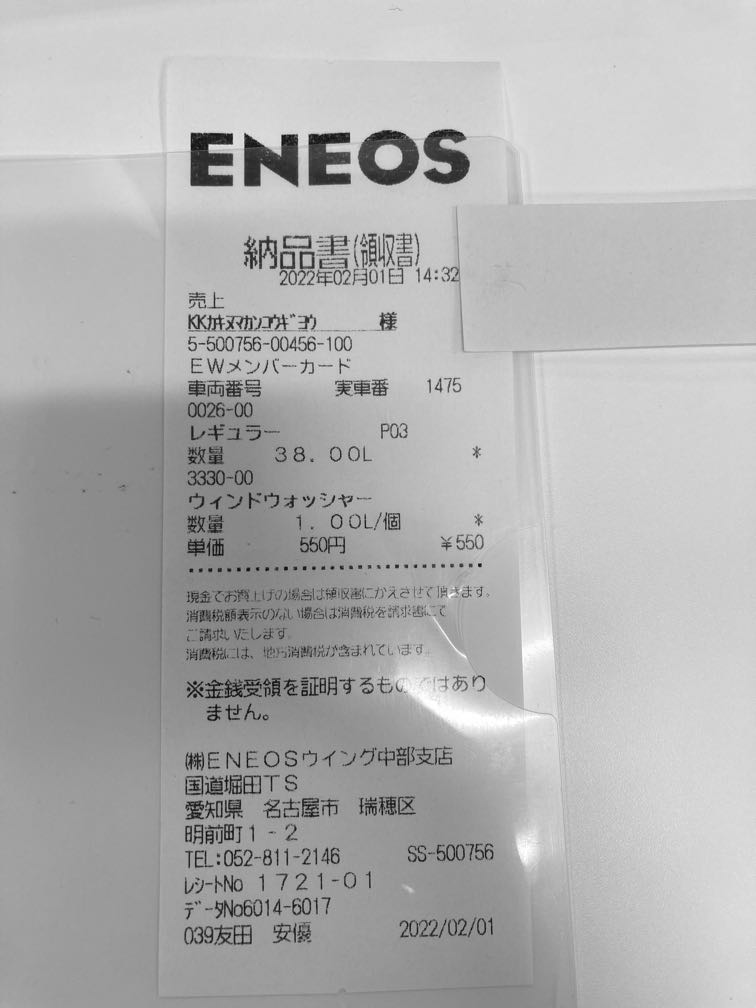 ENEOS
納品書(領収書)
2022年02月01日 14:32
売上
KKカキヌマカンコウギヨウ 様
5-500756-00456-100
EWメンバーカード
車両番号 実車番 1475
0026-00
レギュラー P03
数量 38.00L *
3330-00
ウィンドウォッシャー
数量 1.00L/個 *
単価 550円 ¥550
現金でお買上げの場合は領収書にかえさせて頂きます。
消費税額表示のない場合は消費税を請求書にて
ご請求いたします。
消費税には、地方消費税が含まれています。
※金銭受領を証明するものではあり
ません。
(株)ENEOSウイング中部支店
国道堀田TS
愛知県 名古屋市 瑞穂区
明前町1-2
TEL:052-811-2146 SS-500756
レシートNo 1721-01
データNo6014-6017
039友田 安優 2022/02/01